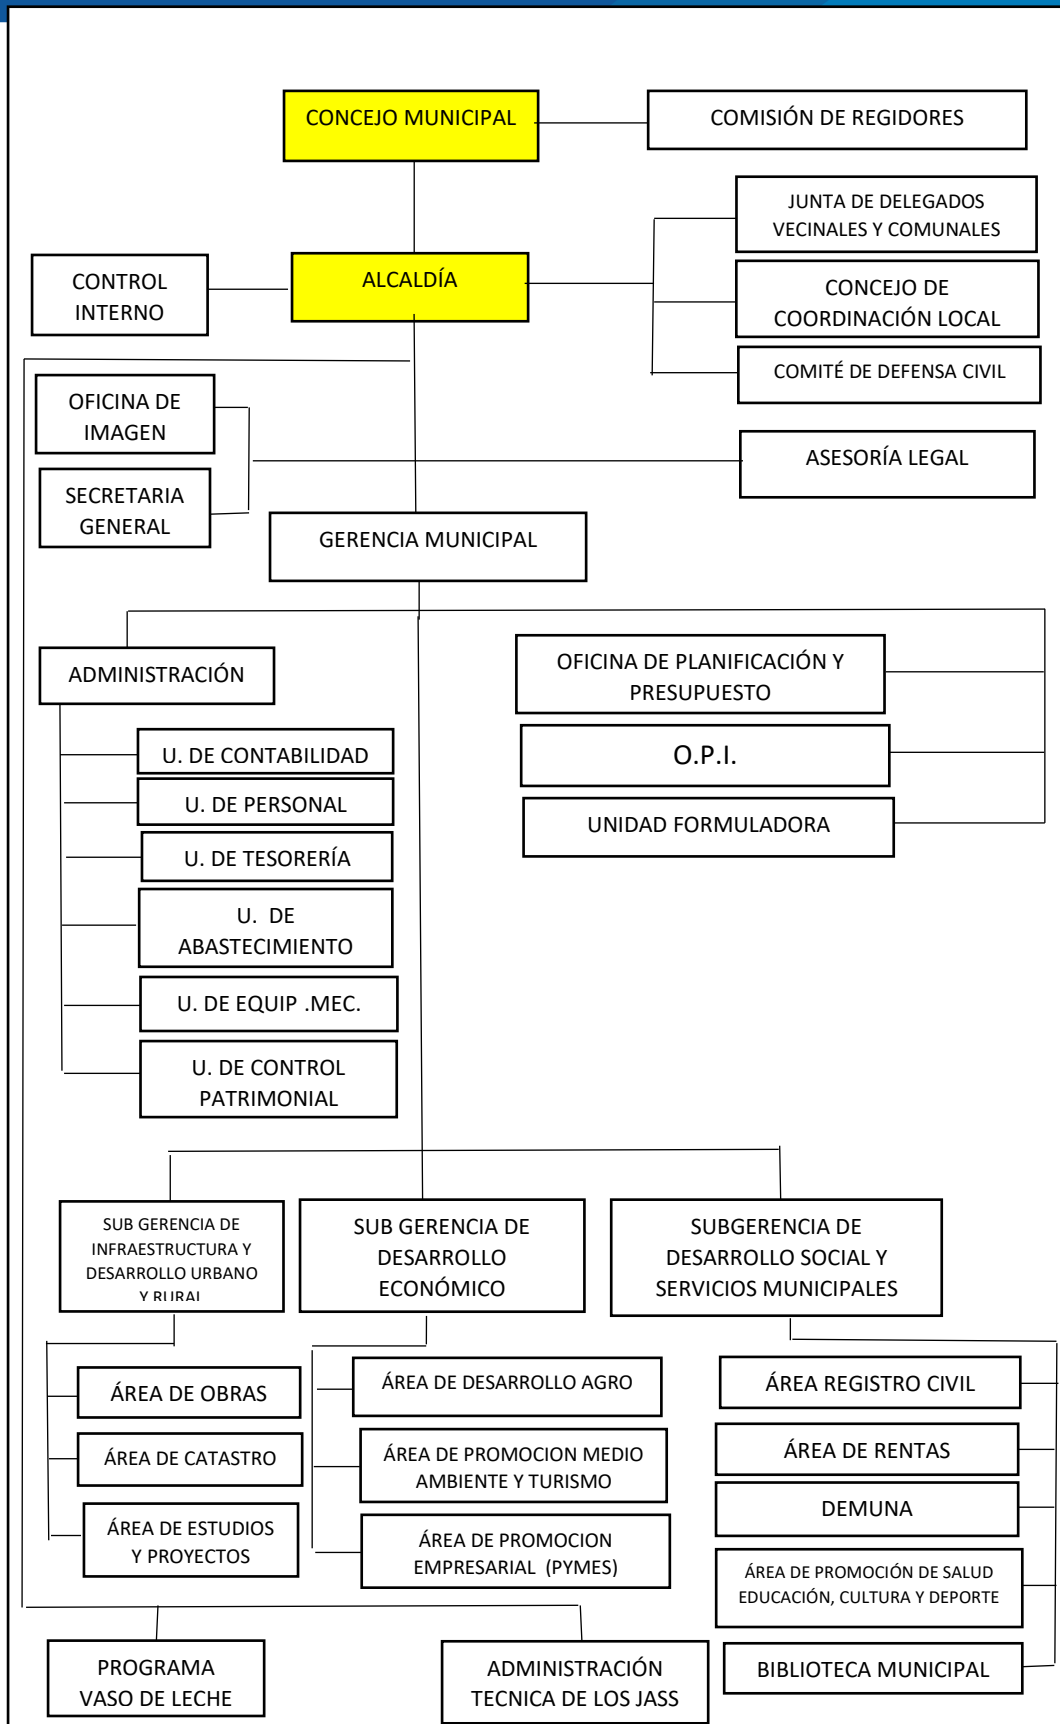 CONCEJO MUNICIPAL
COMISIÓN DE REGIDORES
JUNTA DE DELEGADOS
VECINALES Y COMUNALES
CONTROL
INTERNO
ALCALDÍA
CONCEJO DE
COORDINACIÓN LOCAL
COMITÉ DE DEFENSA CIVIL
OFICINA DE
IMAGEN
ASESORÍA LEGAL
SECRETARIA
GENERAL
GERENCIA MUNICIPAL
ADMINISTRACIÓN
OFICINA DE PLANIFICACIÓN Y
PRESUPUESTO
U. DE CONTABILIDAD
O.P.I.
U. DE PERSONAL
UNIDAD FORMULADORA
U. DE TESORERÍA
U. DE
ABASTECIMIENTO
U. DE EQUIP .MEC.
U. DE CONTROL
PATRIMONIAL
SUB GERENCIA DE
INFRAESTRUCTURA Y
DESARROLLO URBANO
Y RURAL
SUB GERENCIA DE
DESARROLLO
ECONÓMICO
SUBGERENCIA DE
DESARROLLO SOCIAL Y
SERVICIOS MUNICIPALES
ÁREA DE OBRAS
ÁREA DE CATASTRO
ÁREA DE ESTUDIOS
Y PROYECTOS
ÁREA DE DESARROLLO AGRO
ÁREA DE PROMOCION MEDIO
AMBIENTE Y TURISMO
ÁREA DE PROMOCION
EMPRESARIAL (PYMES)
ÁREA REGISTRO CIVIL
ÁREA DE RENTAS
DEMUNA
ÁREA DE PROMOCIÓN DE SALUD
EDUCACIÓN, CULTURA Y DEPORTE
BIBLIOTECA MUNICIPAL
PROGRAMA
VASO DE LECHE
ADMINISTRACIÓN
TECNICA DE LOS JASS